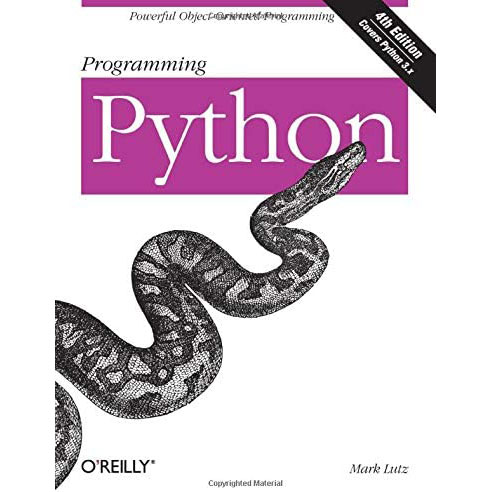 Powerful Object-Oriented Programming
4th Edition
Covers Python 3.x
Programming
Python
O'REILLY®
Mark Lutz
Copyrighted Material